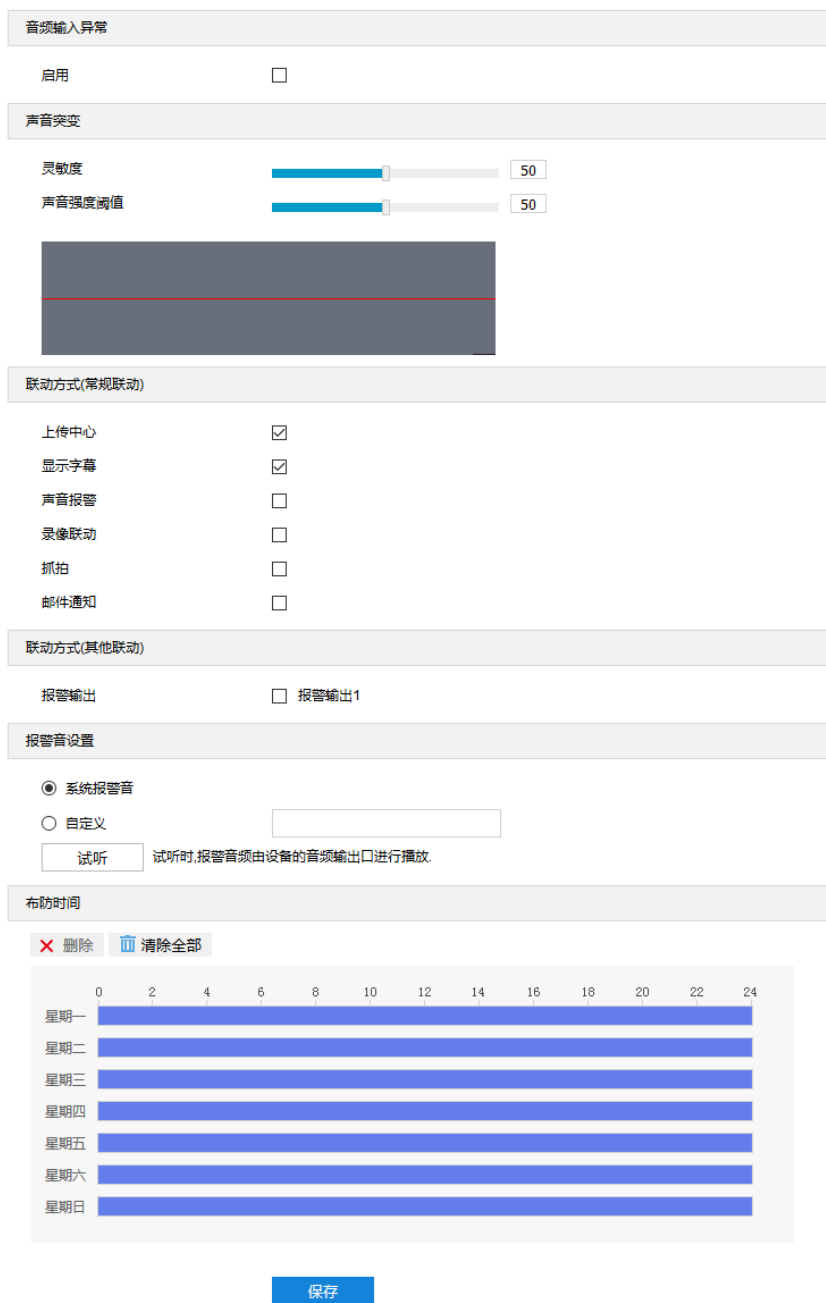 音频输入异常
启用
声音突变
灵敏度 50
声音强度阈值 50
联动方式(常规联动)
上传中心
显示字幕
声音报警
录像联动
抓拍
邮件通知
联动方式(其他联动)
报警输出 报警输出1
报警音设置
系统报警音
自定义
试听 试听时,报警音频由设备的音频输出口进行播放.
布防时间
删除 清除全部
0 2 4 6 8 10 12 14 16 18 20 22 24
星期一
星期二
星期三
星期四
星期五
星期六
星期日
保存